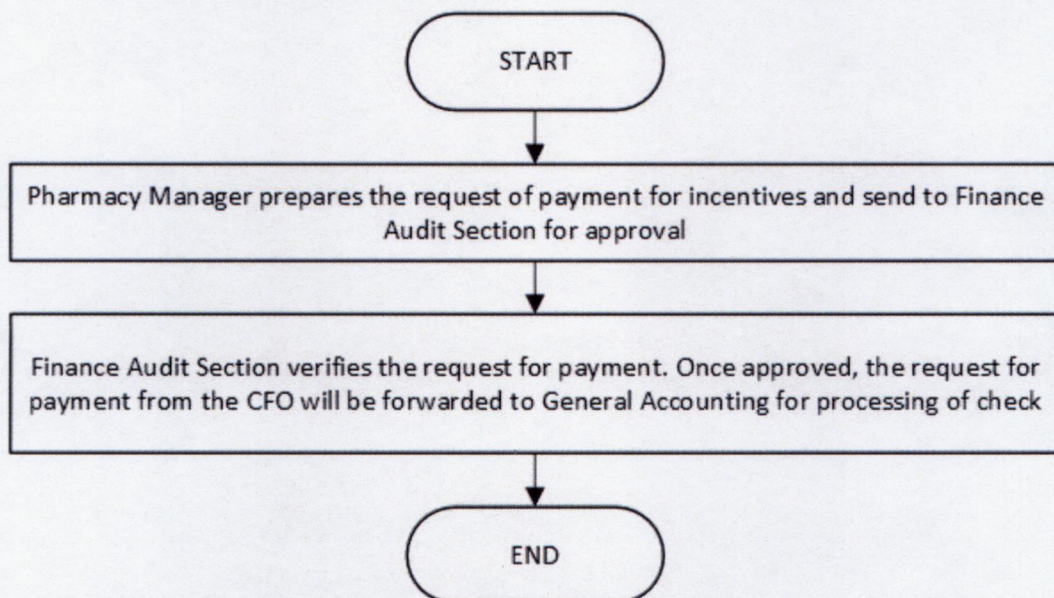 START
Pharmacy Manager prepares the request of payment for incentives and send to Finance
Audit Section for approval
Finance Audit Section verifies the request for payment. Once approved, the request for
payment from the CFO will be forwarded to General Accounting for processing of check
END